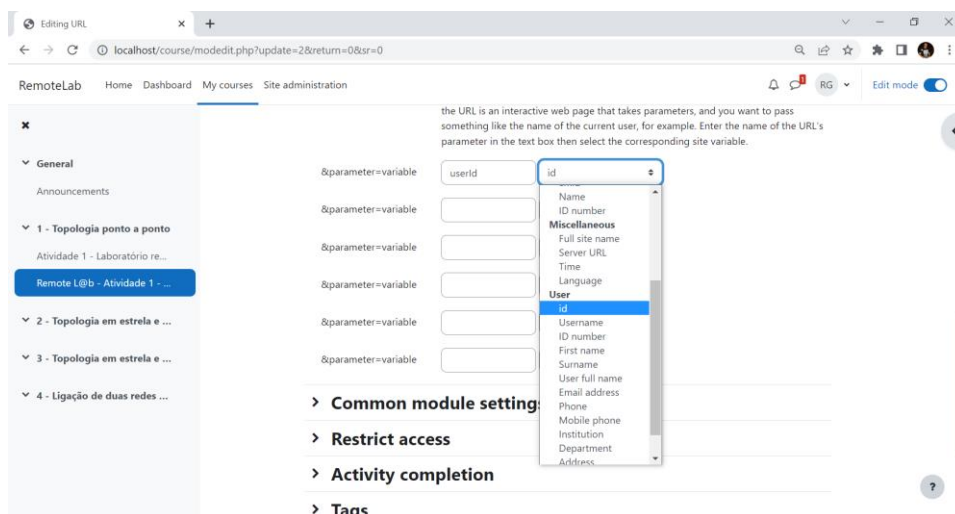 Editing URL
localhost/course/modedit.php?update=2&return=0&sr=0
RemoteLab Home Dashboard My courses Site administration RG Edit mode
the URL is an interactive web page that takes parameters, and you want to pass
something like the name of the current user, for example. Enter the name of the URL's
parameter in the text box then select the corresponding site variable.
General
Announcements
1 - Topologia ponto a ponto
Atividade 1 - Laboratório re...
Remote L@b - Atividade 1 - ...
2 - Topologia em estrela e ...
3 - Topologia em estrela e ...
4 - Ligação de duas redes ...
&parameter=variable userId id
&parameter=variable
&parameter=variable
&parameter=variable
&parameter=variable
&parameter=variable
Name
ID number
Miscellaneous
Full site name
Server URL
Time
Language
User
id
Username
ID number
First name
Surname
User full name
Email address
Phone
Mobile phone
Institution
Department
Address
Common module setting
Restrict access
Activity completion
Tags
?